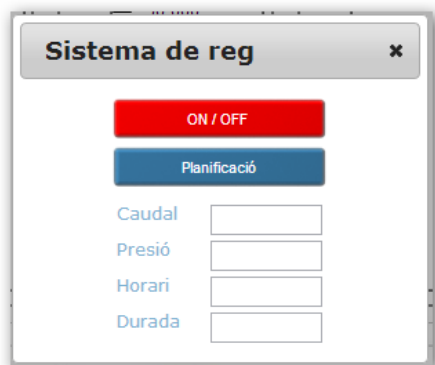 Sistema de reg
ON / OFF
Planificació
Caudal
Presió
Horari
Durada